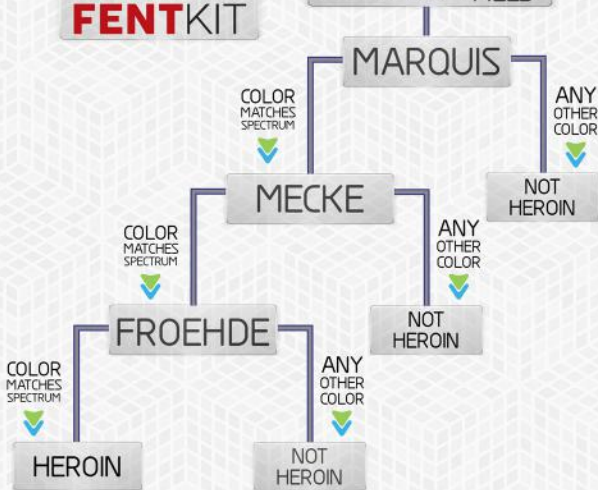 FENTKIT
MARQUIS
COLOR
MATCHES
SPECTRUM
ANY
OTHER
COLOR
MECKE
NOT
HEROIN
COLOR
MATCHES
SPECTRUM
ANY
OTHER
COLOR
FROEHDE
NOT
HEROIN
COLOR
MATCHES
SPECTRUM
ANY
OTHER
COLOR
HEROIN
NOT
HEROIN